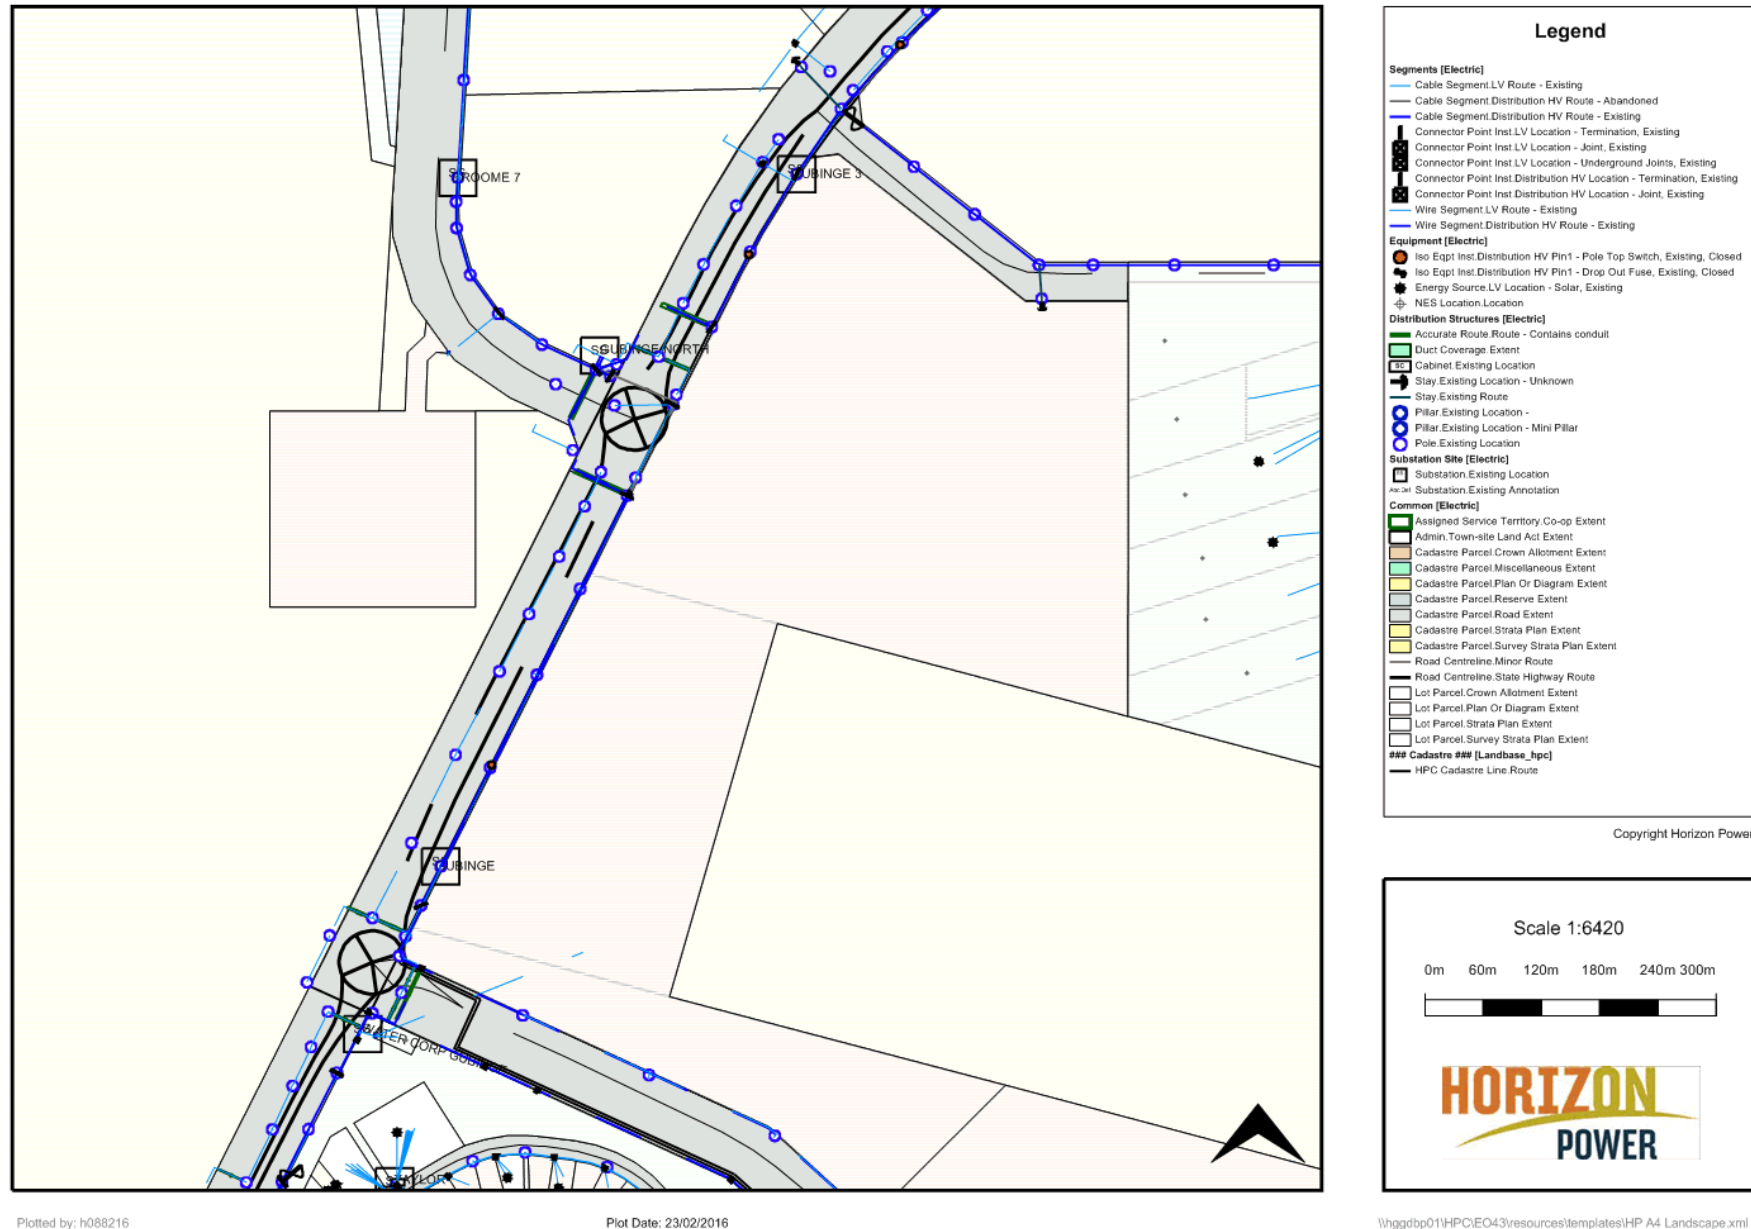 SS
BROOME 7
GUBINGE 3
GUBINGE NORTH
GUBINGE
WATER CORP GUBINGE
TAYLOR
Legend
Segments [Electric]
Cable Segment.LV Route - Existing
Cable Segment.Distribution HV Route - Abandoned
Cable Segment.Distribution HV Route - Existing
Connector Point Inst.LV Location - Termination, Existing
Connector Point Inst.LV Location - Joint, Existing
Connector Point Inst.LV Location - Underground Joints, Existing
Connector Point Inst.Distribution HV Location - Termination, Existing
Connector Point Inst.Distribution HV Location - Joint, Existing
Wire Segment.LV Route - Existing
Wire Segment.Distribution HV Route - Existing
Equipment [Electric]
Iso Eqpt Inst.Distribution HV Pin1 - Pole Top Switch, Existing, Closed
Iso Eqpt Inst.Distribution HV Pin1 - Drop Out Fuse, Existing, Closed
Energy Source.LV Location - Solar, Existing
NES Location.Location
Distribution Structures [Electric]
Accurate Route.Route - Contains conduit
Duct Coverage.Extent
SC Cabinet.Existing Location
Stay.Existing Location - Unknown
Stay.Existing Route
Pillar.Existing Location -
Pillar.Existing Location - Mini Pillar
Pole.Existing Location
Substation Site [Electric]
Substation.Existing Location
Substation.Existing Annotation
Common [Electric]
Assigned Service Territory.Co-op Extent
Admin.Town-site Land Act Extent
Cadastre Parcel.Crown Allotment Extent
Cadastre Parcel.Miscellaneous Extent
Cadastre Parcel.Plan Or Diagram Extent
Cadastre Parcel.Reserve Extent
Cadastre Parcel.Road Extent
Cadastre Parcel.Strata Plan Extent
Cadastre Parcel.Survey Strata Plan Extent
Road Centreline.Minor Route
Road Centreline.State Highway Route
Lot Parcel.Crown Allotment Extent
Lot Parcel.Plan Or Diagram Extent
Lot Parcel.Strata Plan Extent
Lot Parcel.Survey Strata Plan Extent
### Cadastre ### [Landbase_hpc]
HPC Cadastre Line.Route
Copyright Horizon Power
Scale 1:6420
0m 60m 120m 180m 240m 300m
HORIZON
POWER
Plotted by: h088216
Plot Date: 23/02/2016
\\hggdbp01\HPC\EO43\resources\templates\HP A4 Landscape.xml